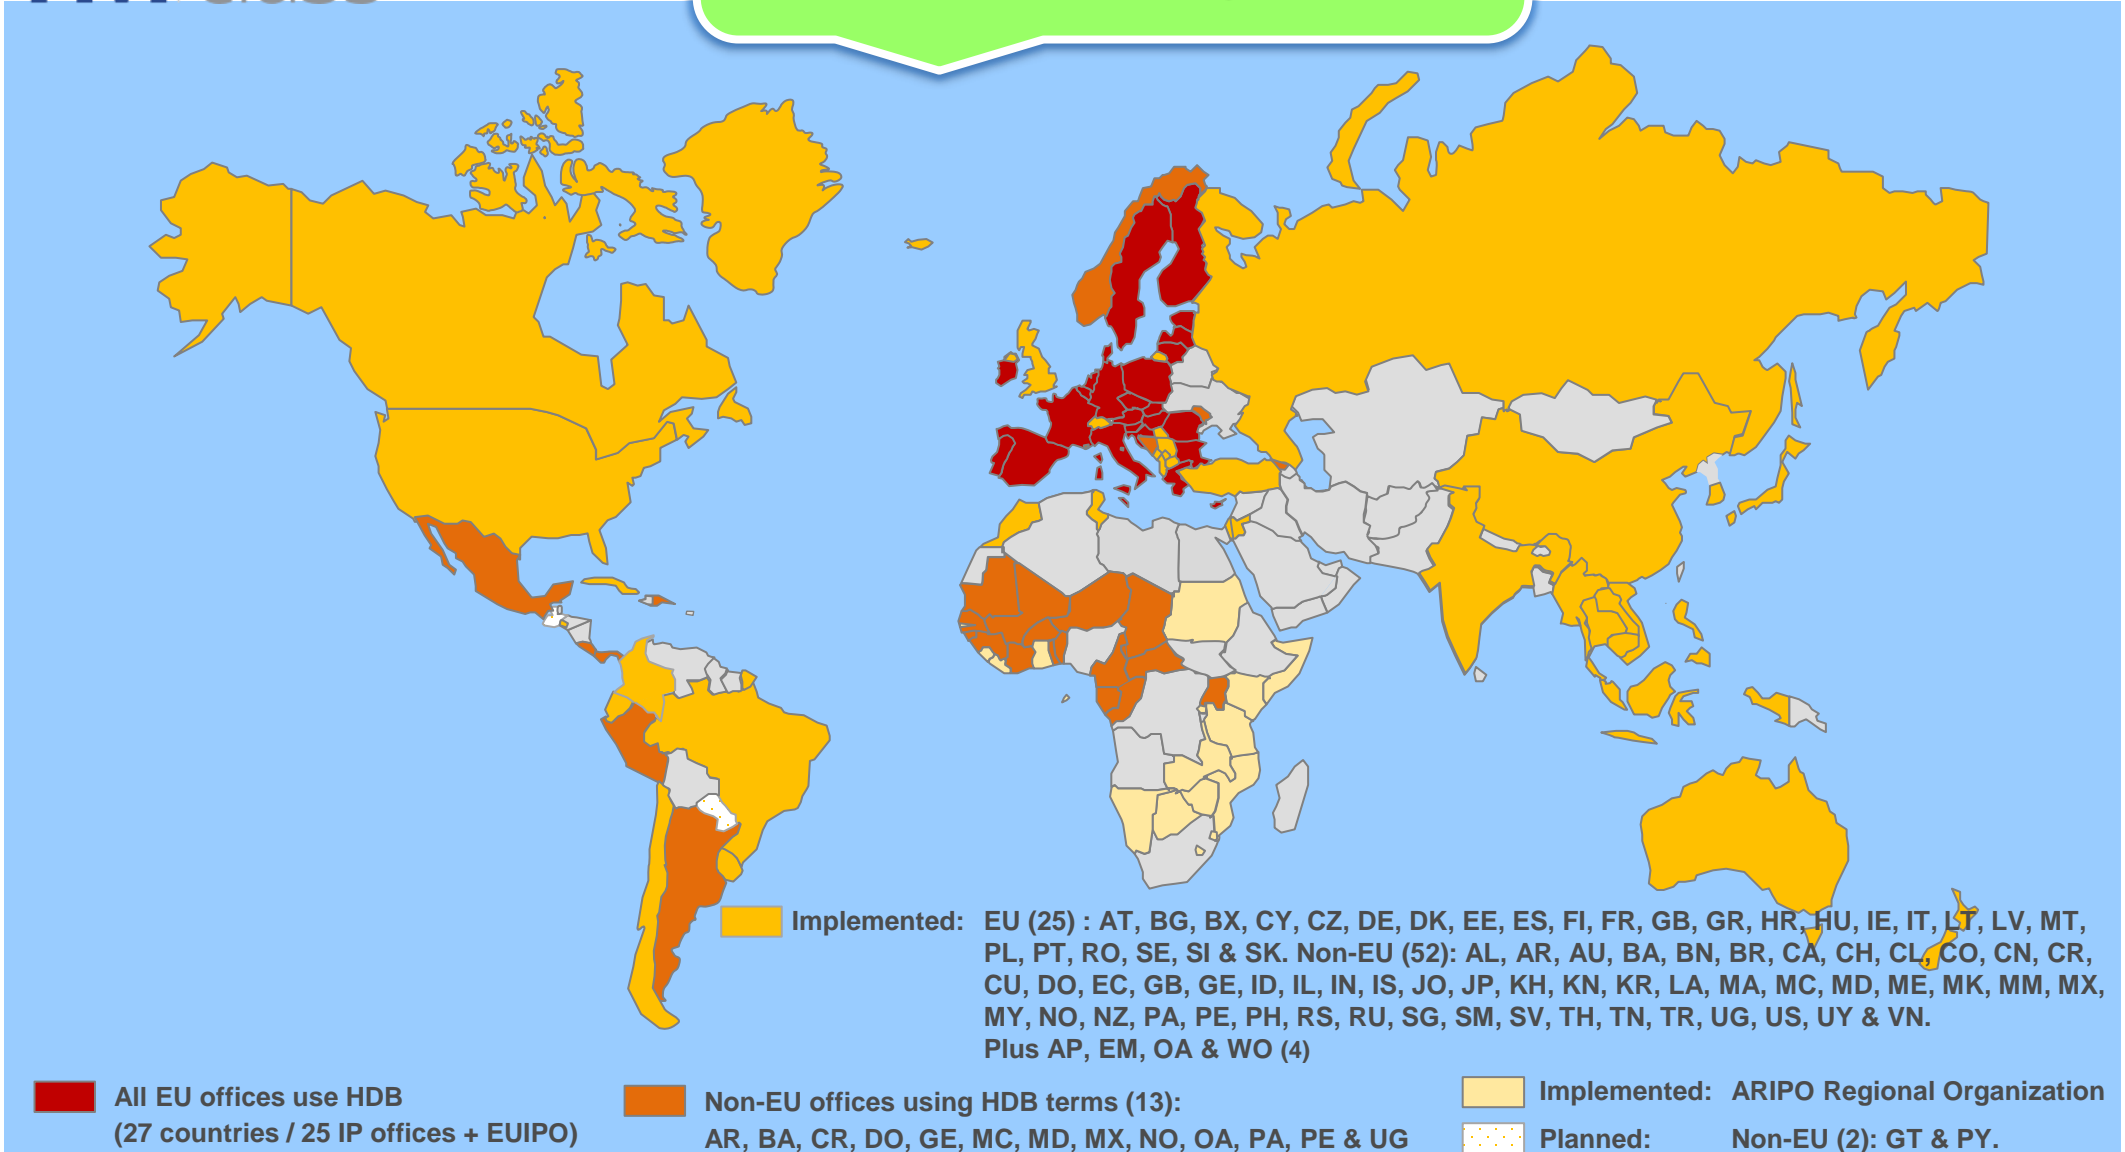 Implemented: EU (25) : AT, BG, BX, CY, CZ, DE, DK, EE, ES, FI, FR, GB, GR, HR, HU, IE, IT, LT, LV, MT,
PL, PT, RO, SE, SI & SK. Non-EU (52): AL, AR, AU, BA, BN, BR, CA, CH, CL, CO, CN, CR,
CU, DO, EC, GB, GE, ID, IL, IN, IS, JO, JP, KH, KN, KR, LA, MA, MC, MD, ME, MK, MM, MX,
MY, NO, NZ, PA, PE, PH, RS, RU, SG, SM, SV, TH, TN, TR, UG, US, UY & VN.
Plus AP, EM, OA & WO (4)
All EU offices use HDB
(27 countries / 25 IP offices + EUIPO)
Non-EU offices using HDB terms (13):
AR, BA, CR, DO, GE, MC, MD, MX, NO, OA, PA, PE & UG
Implemented: ARIPO Regional Organization
Planned: Non-EU (2): GT & PY.